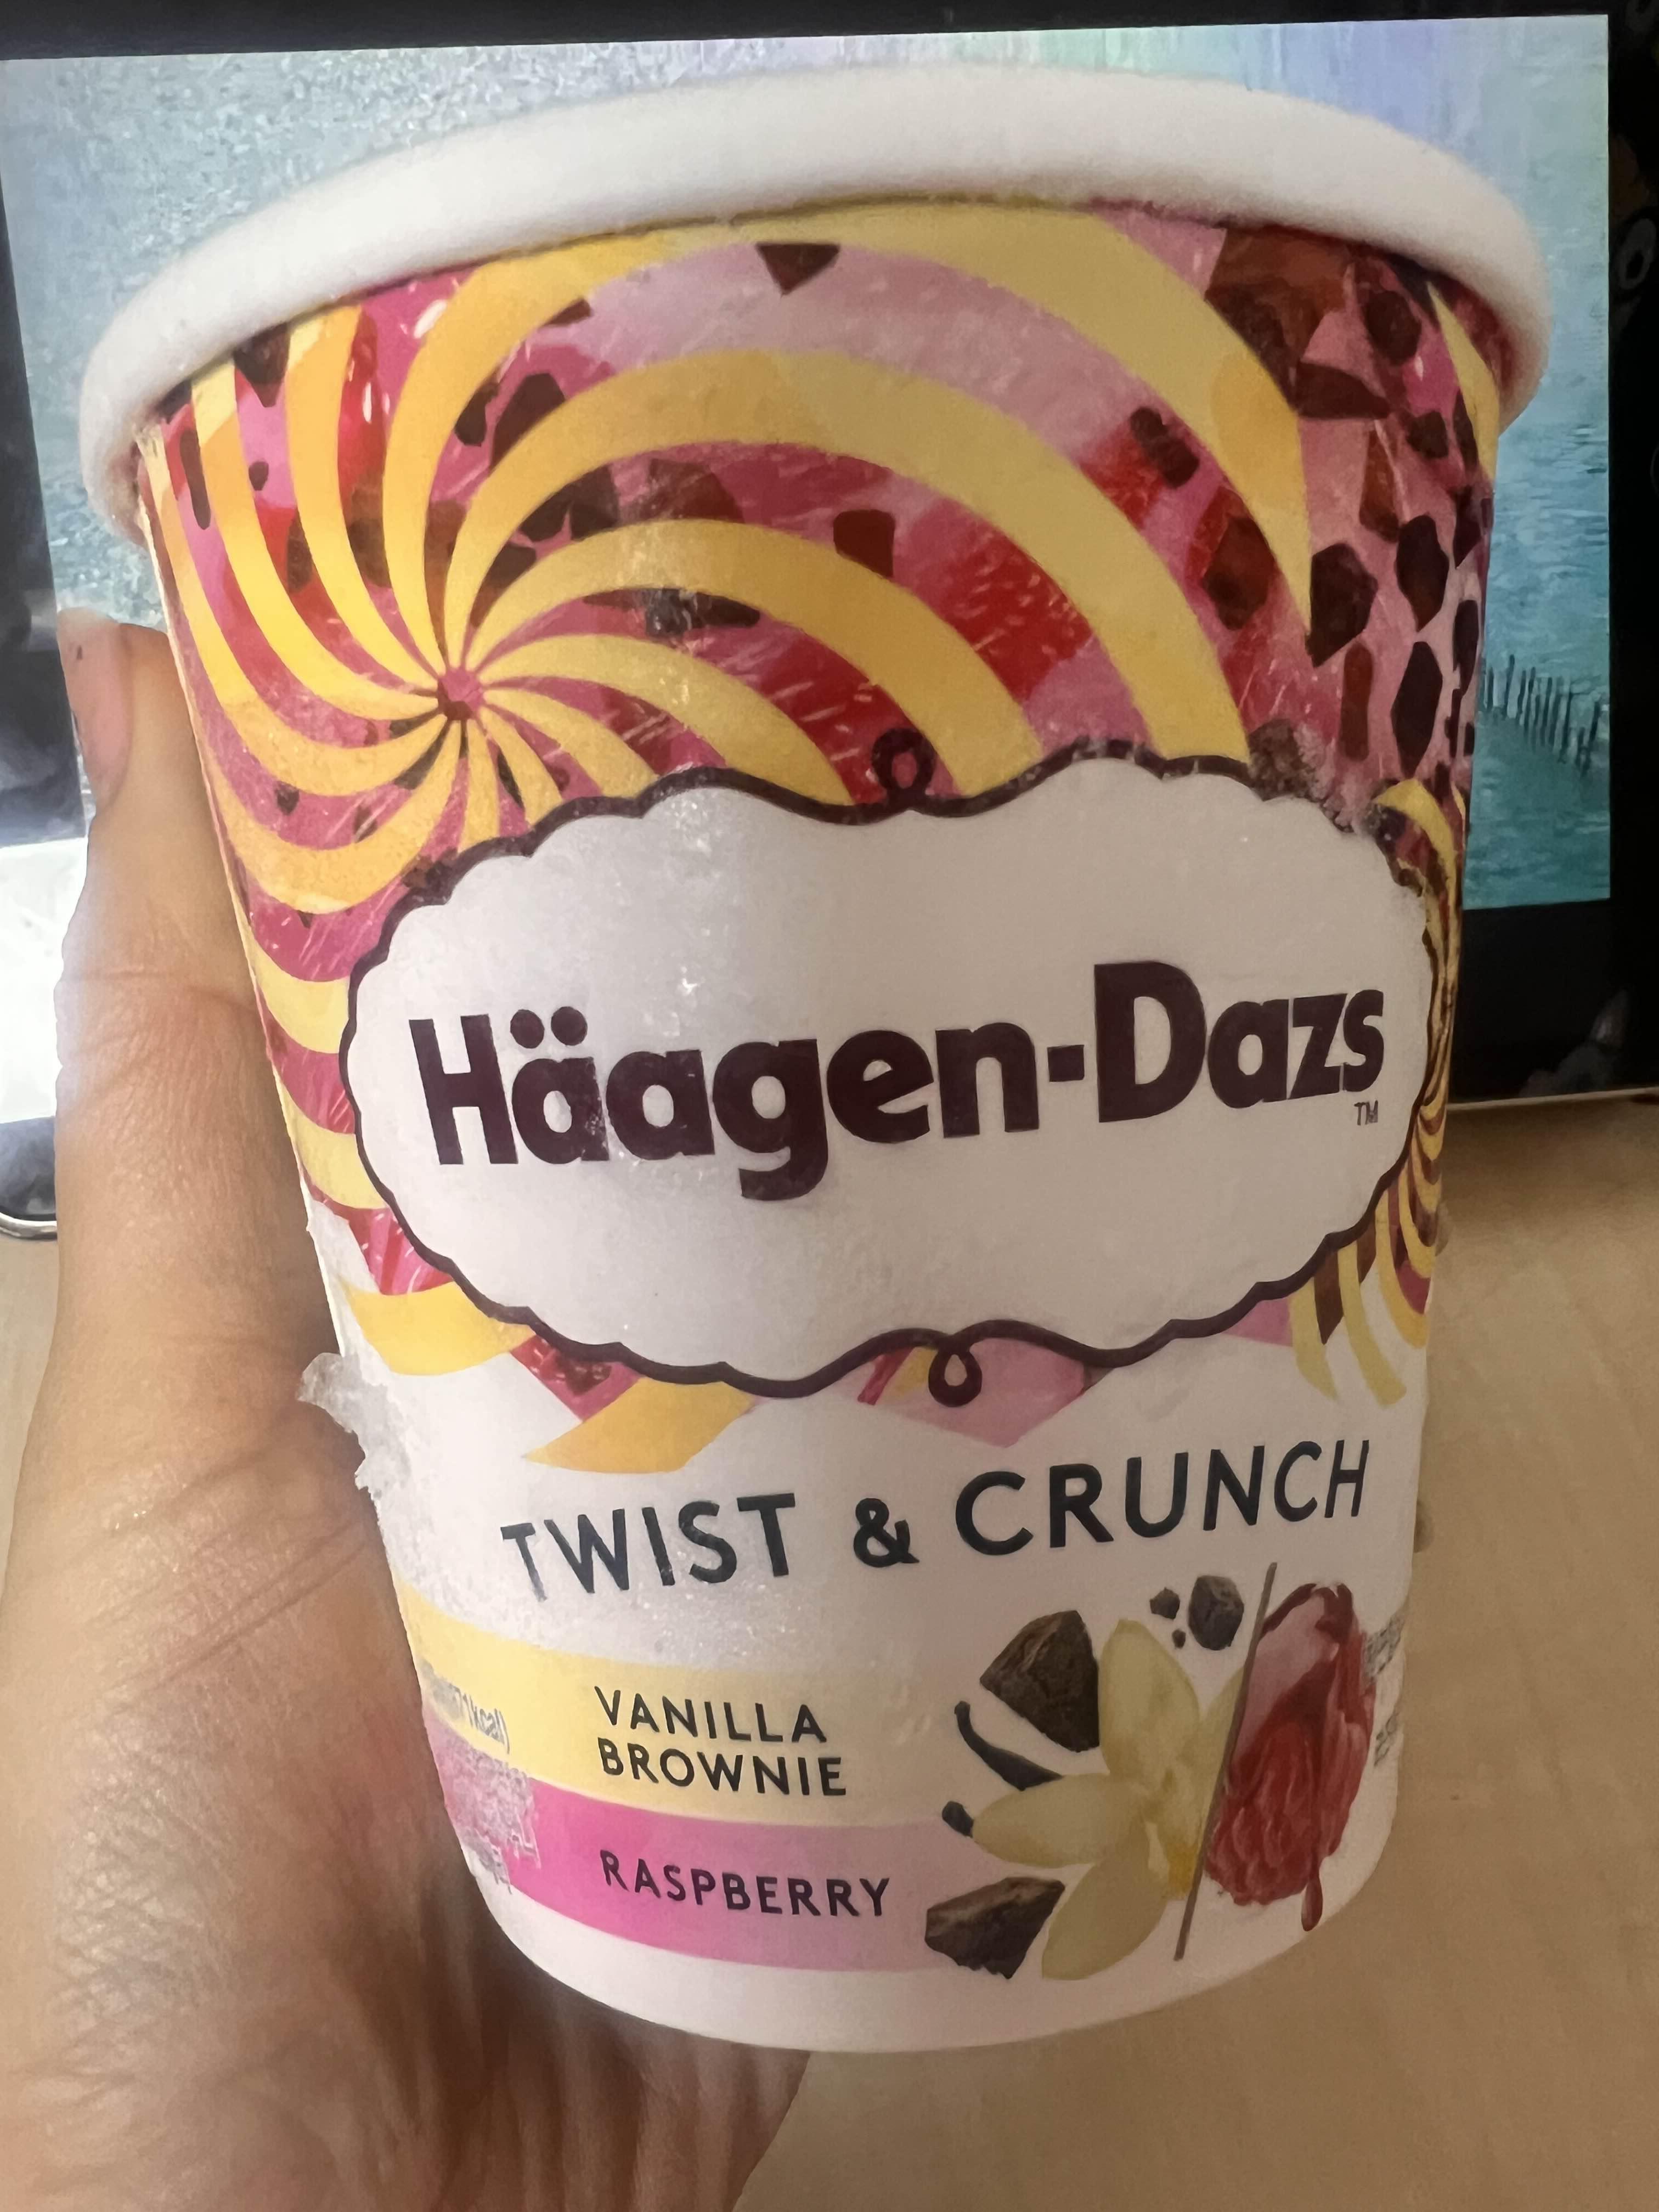 Häagen-Dazs
TM
TWIST & CRUNCH
VANILLA
BROWNIE
RASPBERRY